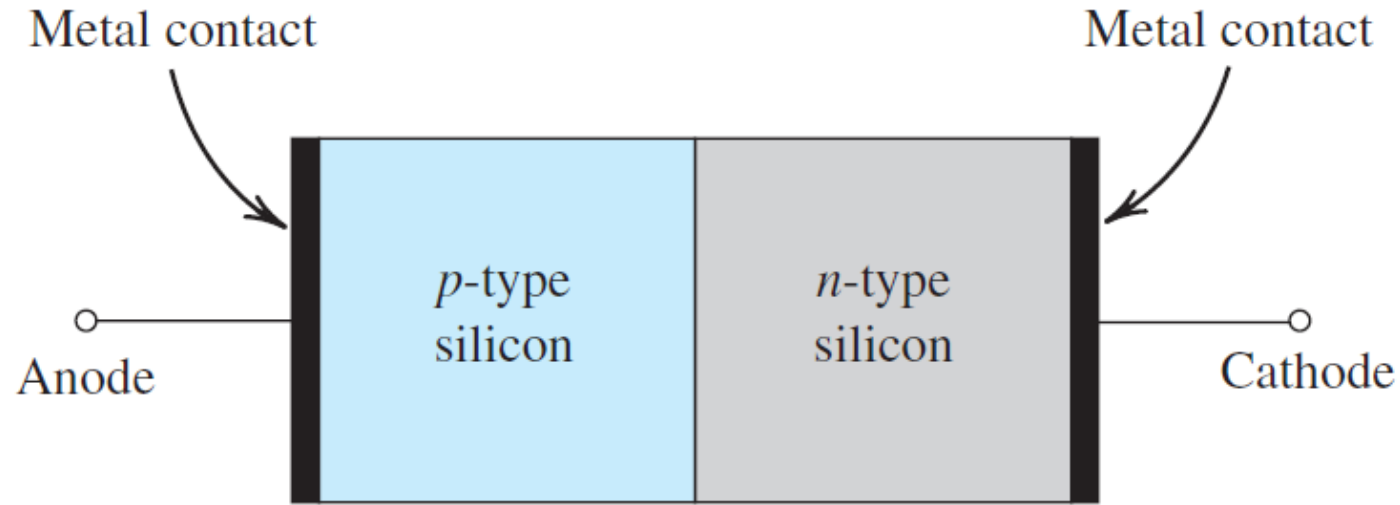 Metal contact
Metal contact
p-type
silicon
n-type
silicon
Anode
Cathode